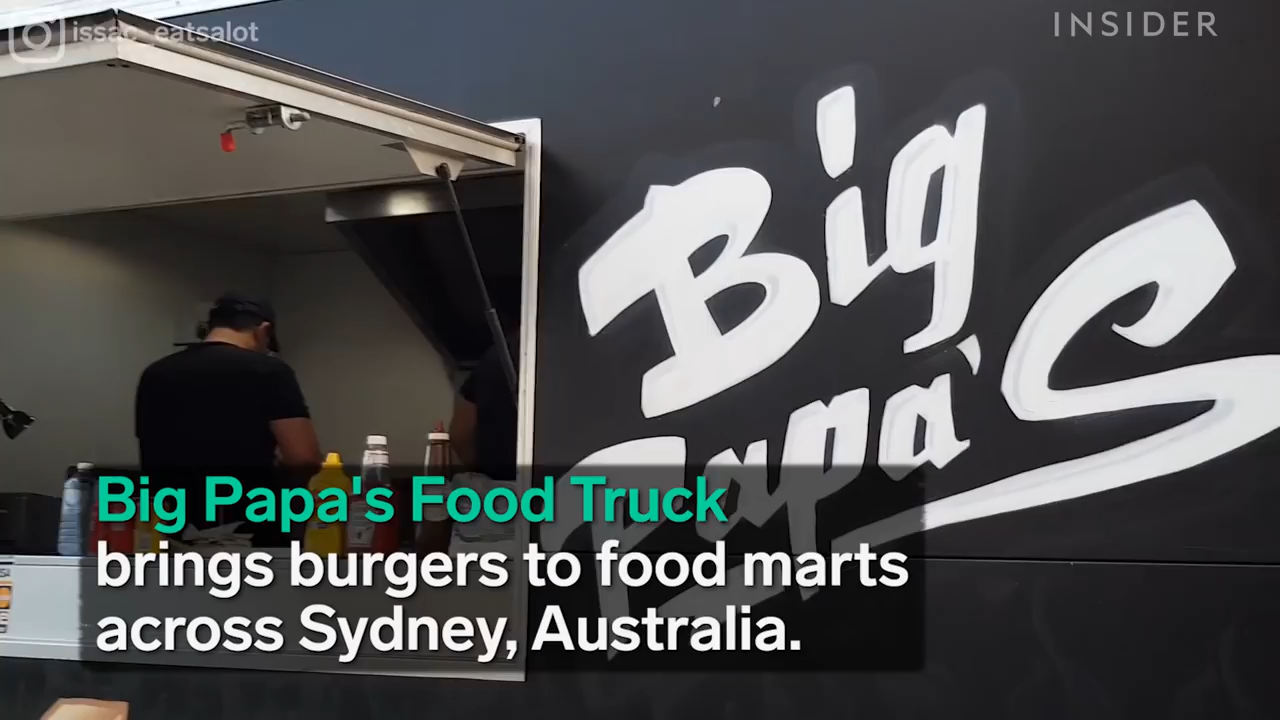 issac_eatsalot
INSIDER
Big
Papa's
Big Papa's Food Truck
brings burgers to food marts
across Sydney, Australia.